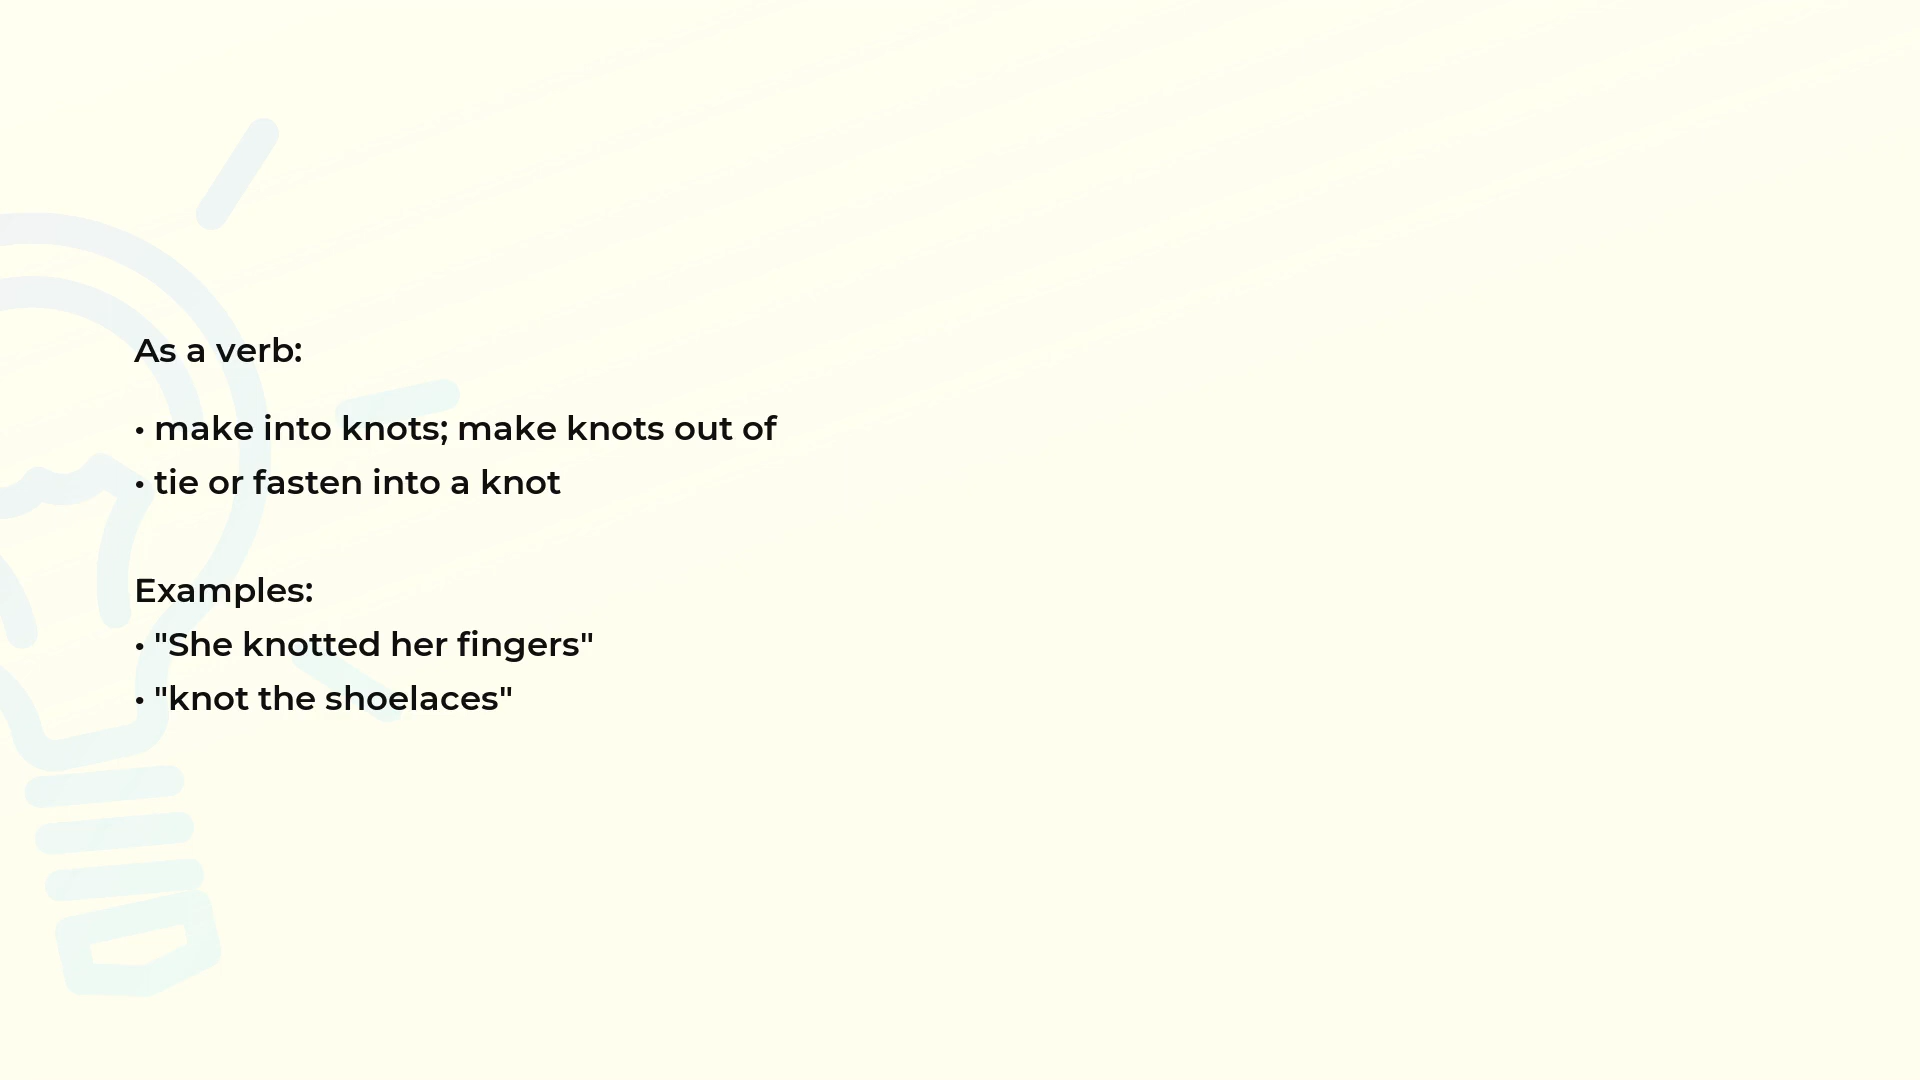 As a verb:
• make into knots; make knots out of
• tie or fasten into a knot
Examples:
• "She knotted her fingers"
• "knot the shoelaces"